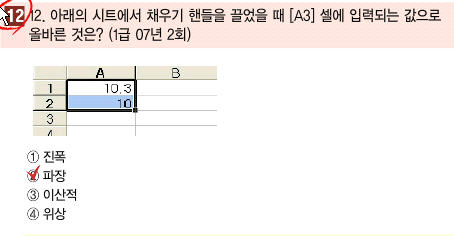 12 12. 아래의 시트에서 채우기 핸들을 끌었을 때 [A3] 셀에 입력되는 값으로
올바른 것은? (1급 07년 2회)
A B
1 10.3
2 10
3
4
① 진폭
② 파장
③ 이산적
④ 위상